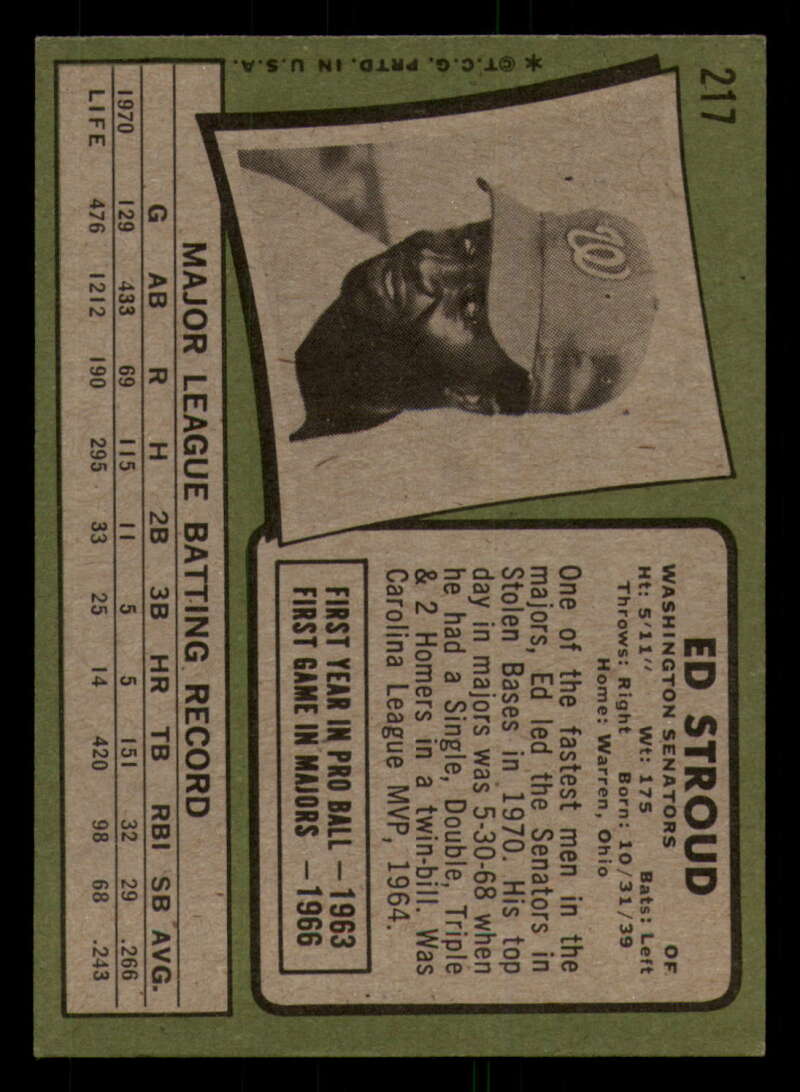 217
* ©T.C.G. PRTD. IN U.S.A.
W
ED STROUD
OF
WASHINGTON SENATORS
Ht: 5'11" Wt: 175 Bats: Left
Throws: Right Born: 10/31/39
Home: Warren, Ohio
One of the fastest men in the
majors, Ed led the Senators in
Stolen Bases in 1970. His top
day in majors was 5-30-68 when
he had a Single, Double, Triple
& 2 Homers in a twin-bill. Was
Carolina League MVP, 1964.
FIRST YEAR IN PRO BALL — 1963
FIRST GAME IN MAJORS — 1966
MAJOR LEAGUE BATTING RECORD
G AB R H 2B 3B HR TB RBI SB AVG.
1970 129 433 69 115 11 5 5 151 32 29 .266
LIFE 476 1212 190 295 33 25 14 420 98 68 .243